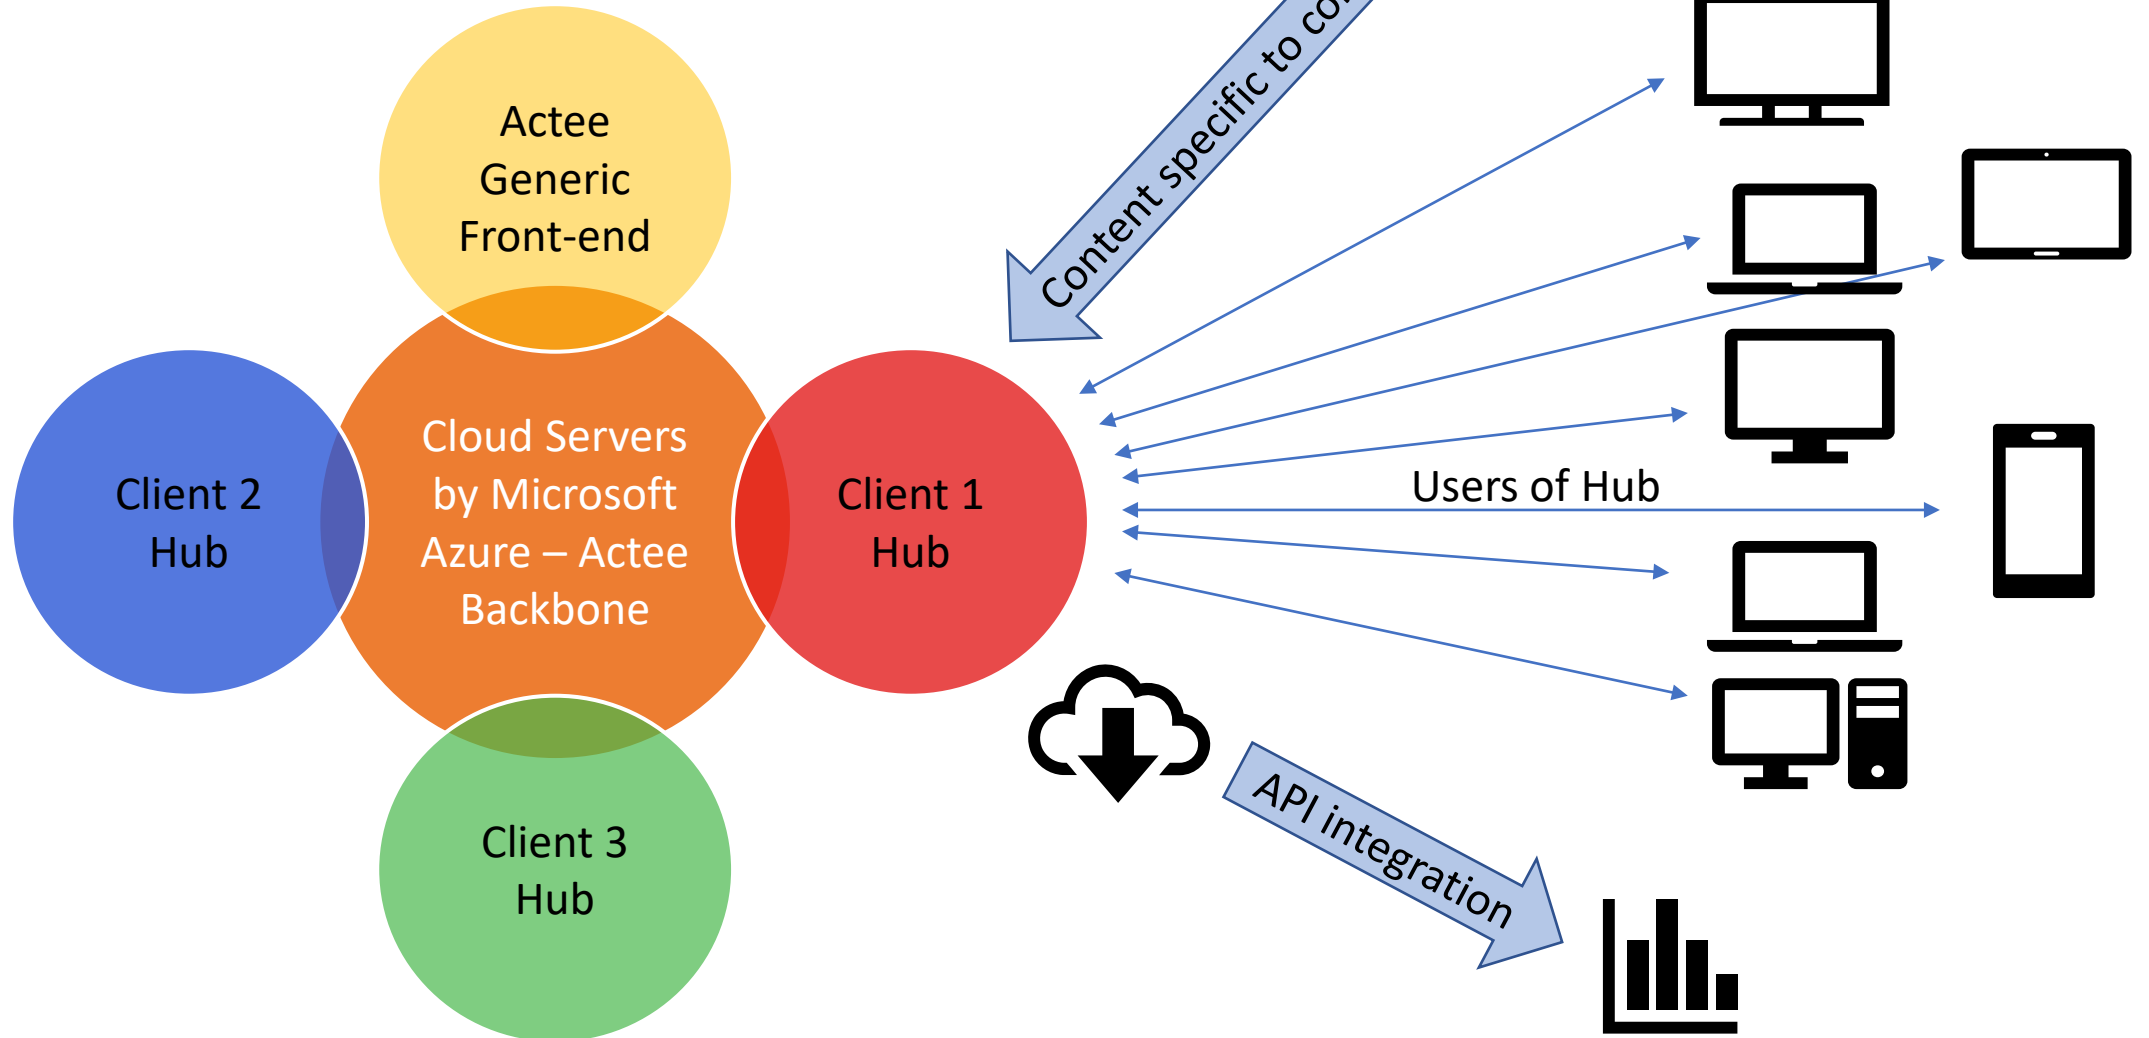 Actee
Generic
Front-end
Content specific to
Client 2
Hub
Cloud Servers
by Microsoft
Azure – Actee
Backbone
Client 1
Hub
Users of Hub
Client 3
Hub
API integration